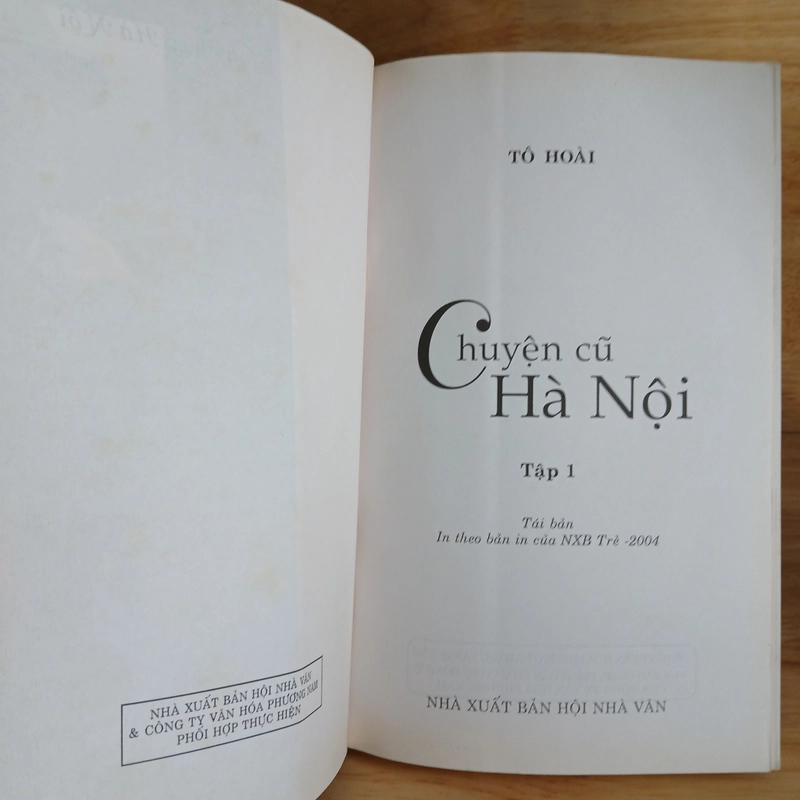 NHÀ XUẤT BẢN HỘI NHÀ VĂN
& CÔNG TY VĂN HÓA PHƯƠNG NAM
PHỐI HỢP THỰC HIỆN
TÔ HOÀI
Chuyện cũ
Hà Nội
Tập 1
Tái bản
In theo bản in của NXB Trẻ -2004
NHÀ XUẤT BẢN HỘI NHÀ VĂN